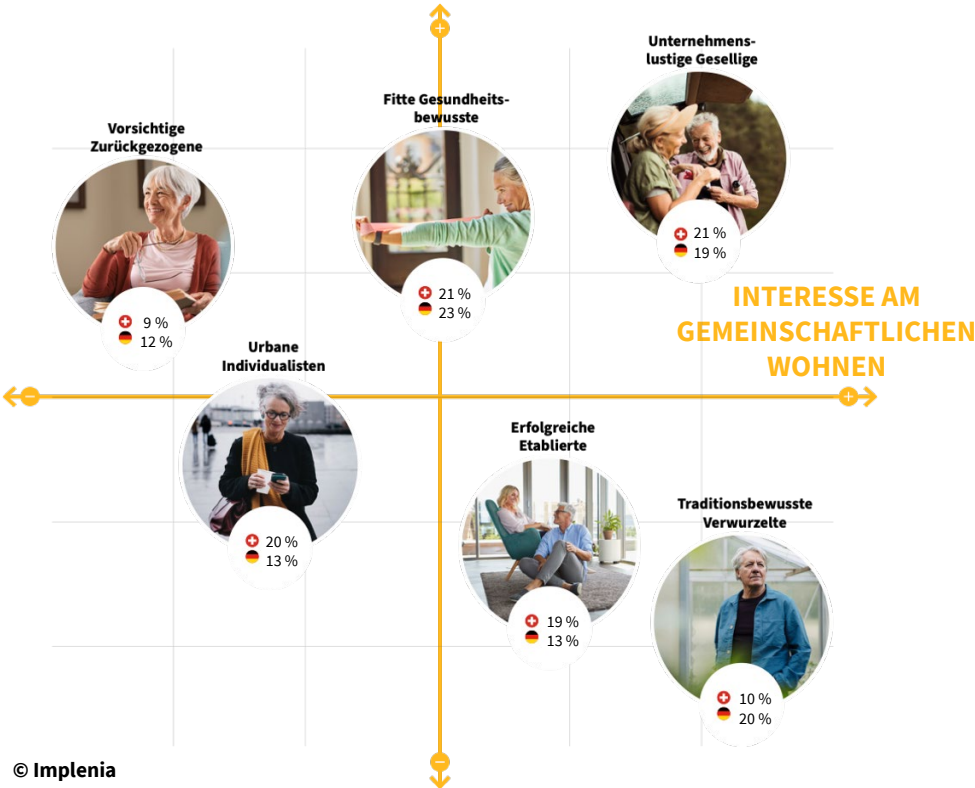 Unternehmens-
lustige Gesellige
21 %
19 %
Fitte Gesundheits-
bewusste
21 %
23 %
Vorsichtige
Zurückgezogene
9 %
12 %
INTERESSE AM
GEMEINSCHAFTLICHEN
WOHNEN
Urbane
Individualisten
20 %
13 %
Erfolgreiche
Etablierte
19 %
13 %
Traditionsbewusste
Verwurzelte
10 %
20 %
© Implenia